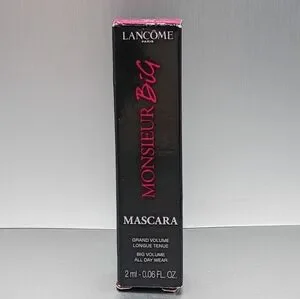 LANCÔME
PARIS
MONSIEUR BIG
MASCARA
GRAND VOLUME
LONGUE TENUE
BIG VOLUME
ALL DAY WEAR
2 ml - 0.06 FL. OZ.